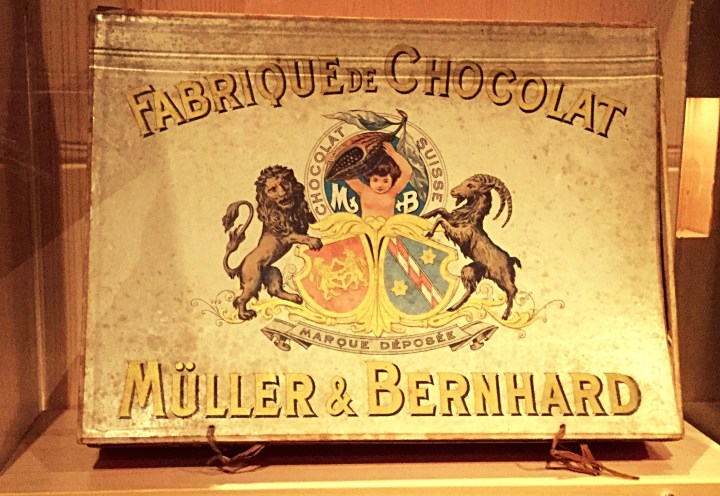 FABRIQUE DE CHOCOLAT
CHOCOLAT SUISSE
M & B
MARQUE DÉPOSÉE
MÜLLER & BERNHARD